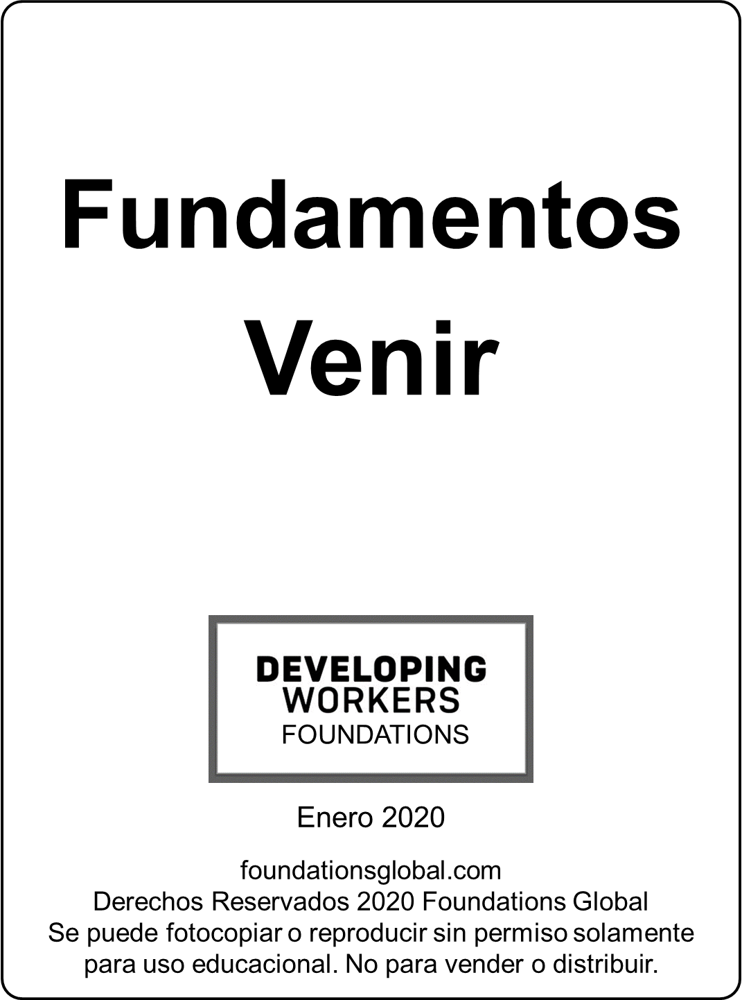 Fundamentos
Venir
DEVELOPING
WORKERS
FOUNDATIONS
Enero 2020
foundationsglobal.com
Derechos Reservados 2020 Foundations Global
Se puede fotocopiar o reproducir sin permiso solamente
para uso educacional. No para vender o distribuir.